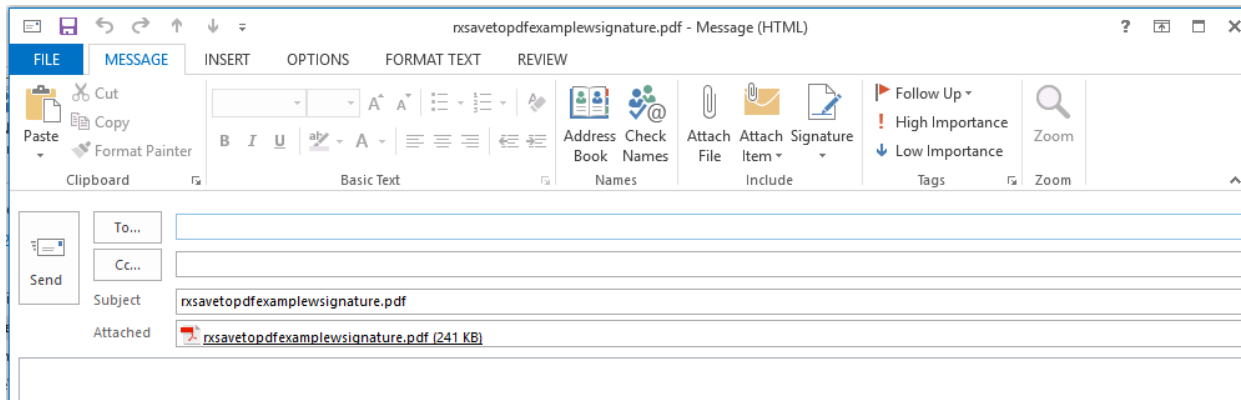 rxsavetopdfexamplewsignature.pdf - Message (HTML)
FILE MESSAGE INSERT OPTIONS FORMAT TEXT REVIEW
Paste
Cut
Copy
Format Painter
Clipboard
B I U
Basic Text
Address Book
Check Names
Names
Attach File
Attach Item
Signature
Include
Follow Up
High Importance
Low Importance
Tags
Zoom
Zoom
Send
To...
Cc...
Subject rxsavetopdfexamplewsignature.pdf
Attached rxsavetopdfexamplewsignature.pdf (241 KB)